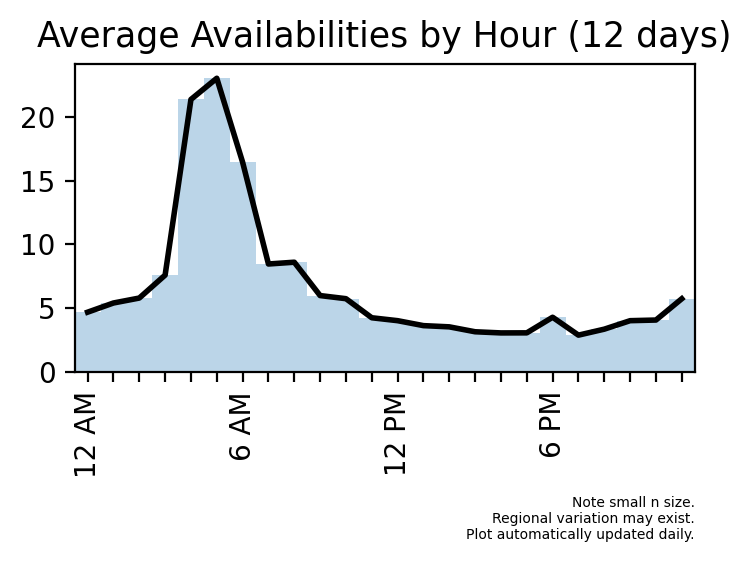 Average Availabilities by Hour (12 days)
20
15
10
5
0
12 AM
6 AM
12 PM
6 PM
Note small n size.
Regional variation may exist.
Plot automatically updated daily.